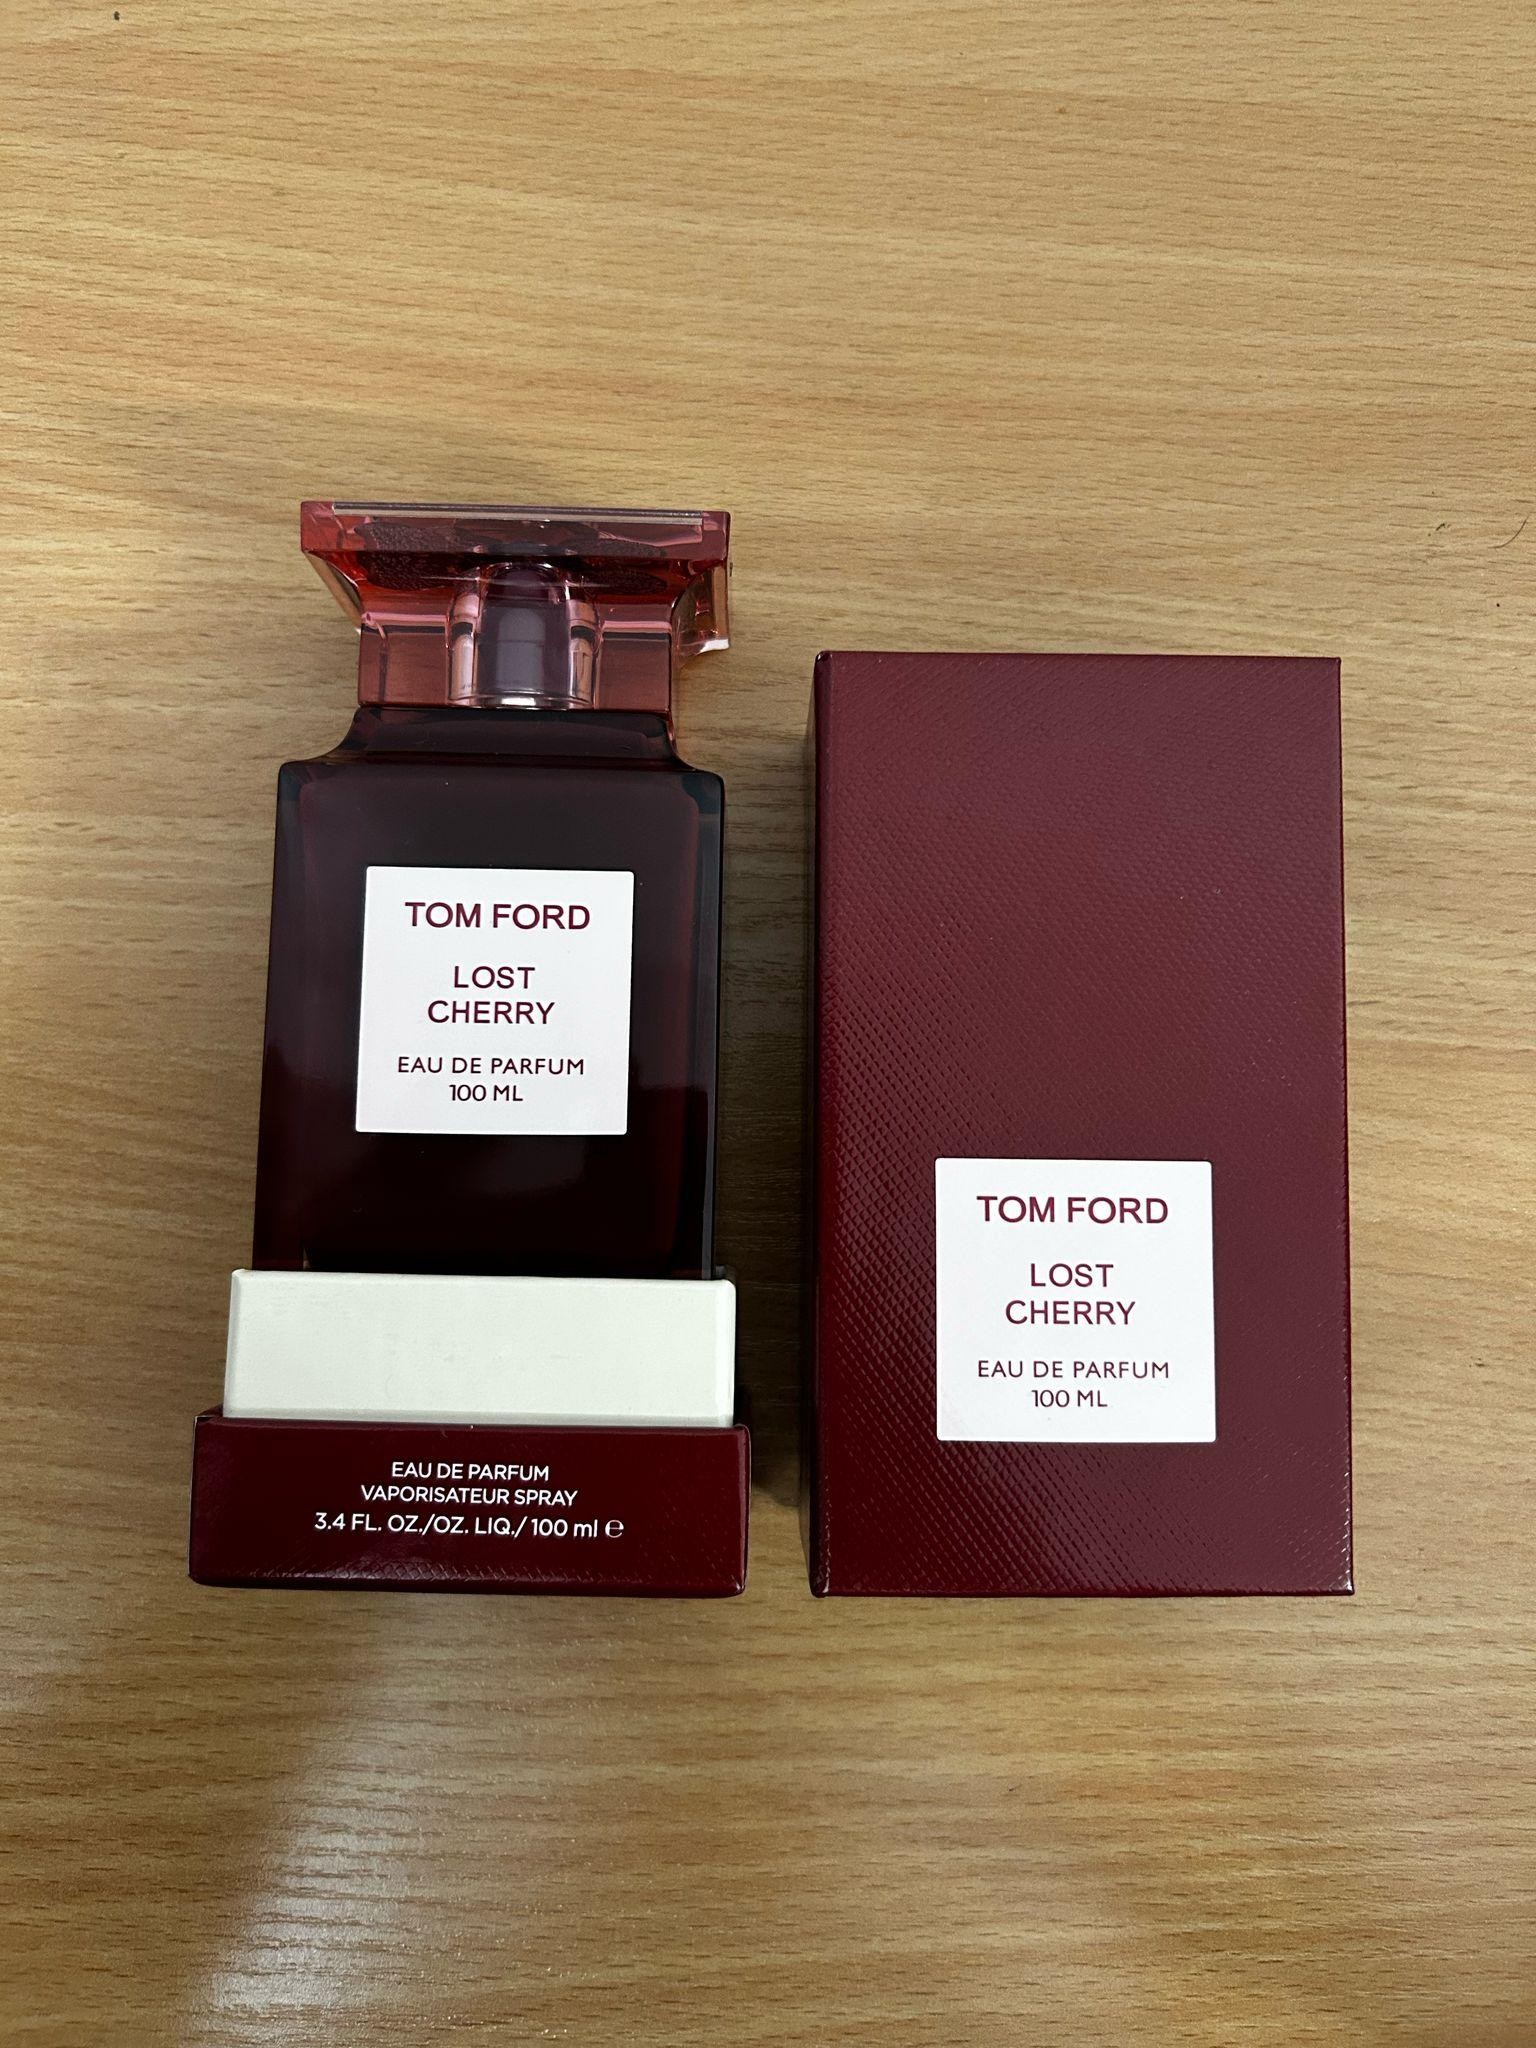 TOM FORD
LOST
CHERRY
EAU DE PARFUM
100 ML
EAU DE PARFUM
VAPORISATEUR SPRAY
3.4 FL. OZ./OZ. LIQ./ 100 ml ℮
TOM FORD
LOST
CHERRY
EAU DE PARFUM
100 ML